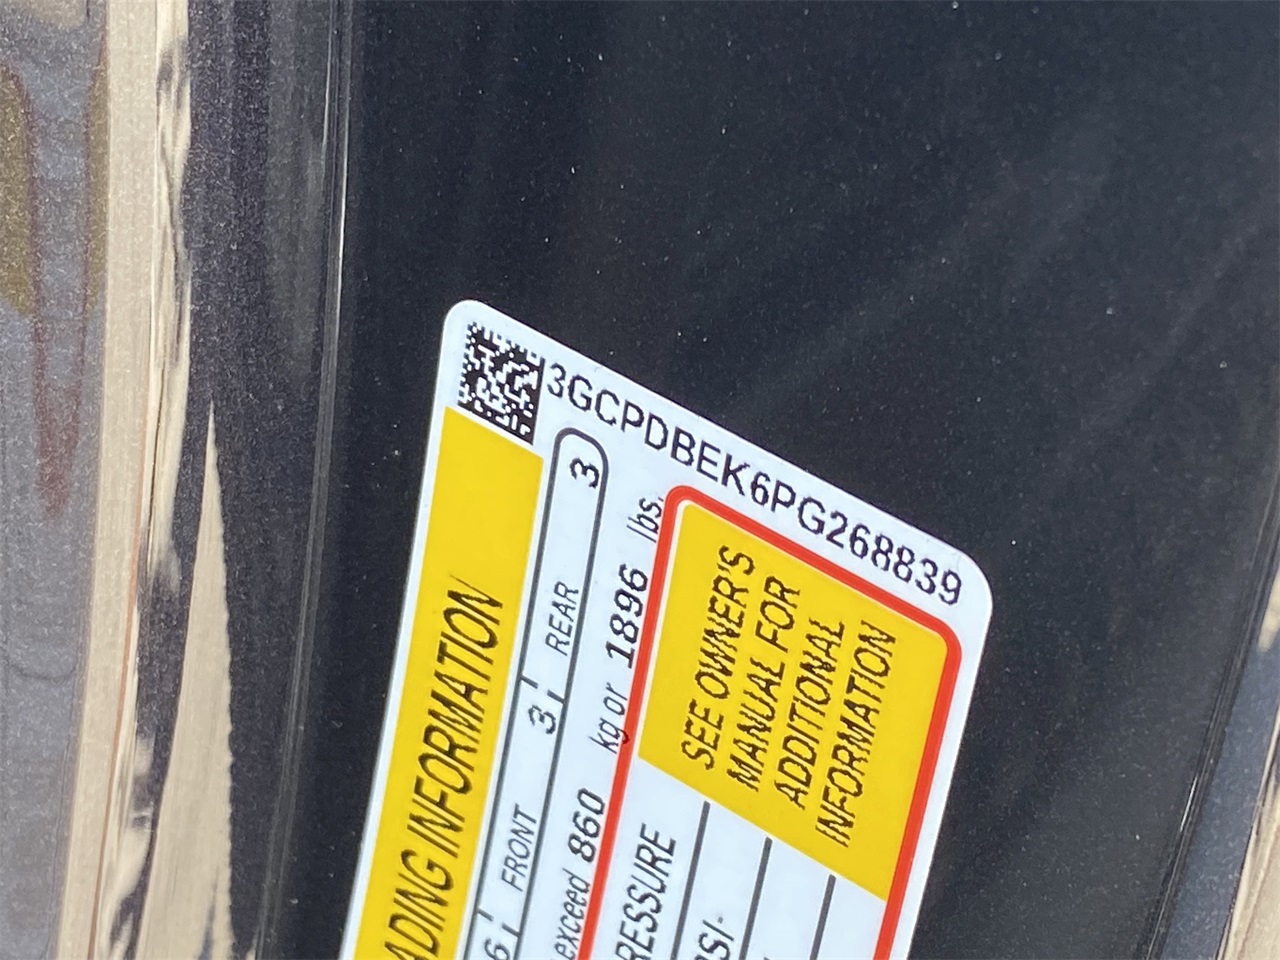 3GCPDBEK6PG268839
ADING INFORMATION
6 FRONT 3 REAR 3
exceed 860 kg or 1896 lbs.
RESSURE
PSI-
SEE OWNER'S
MANUAL FOR
ADDITIONAL
INFORMATION